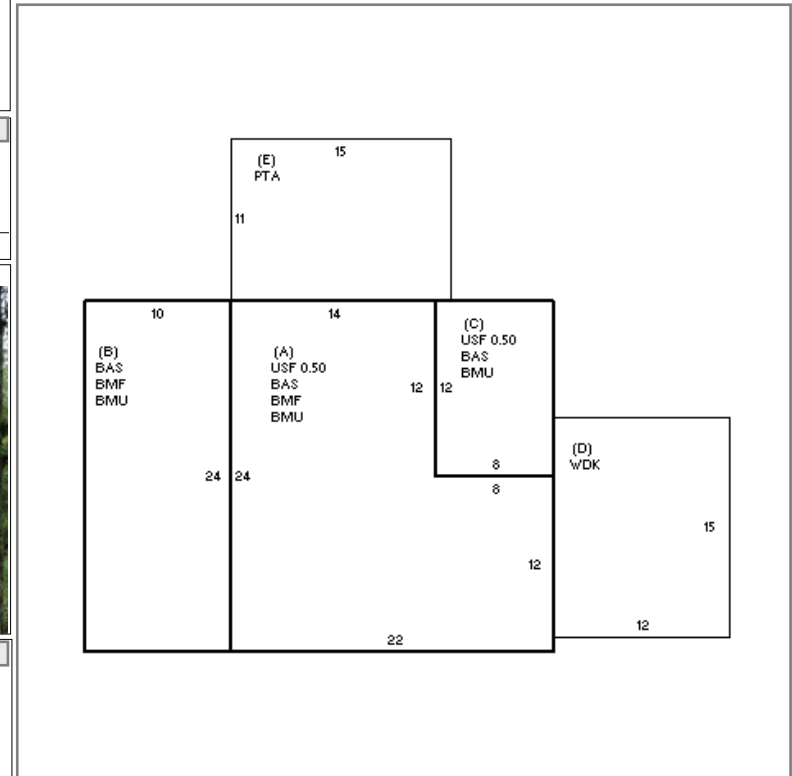 15
(E)
PTA
11
10
14
(C)
USF 0.50
BAS
BMU
(B)
BAS
BMF
BMU
(A)
USF 0.50
BAS
BMF
BMU
12
12
(D)
WDK
8
8
24
24
15
12
12
22